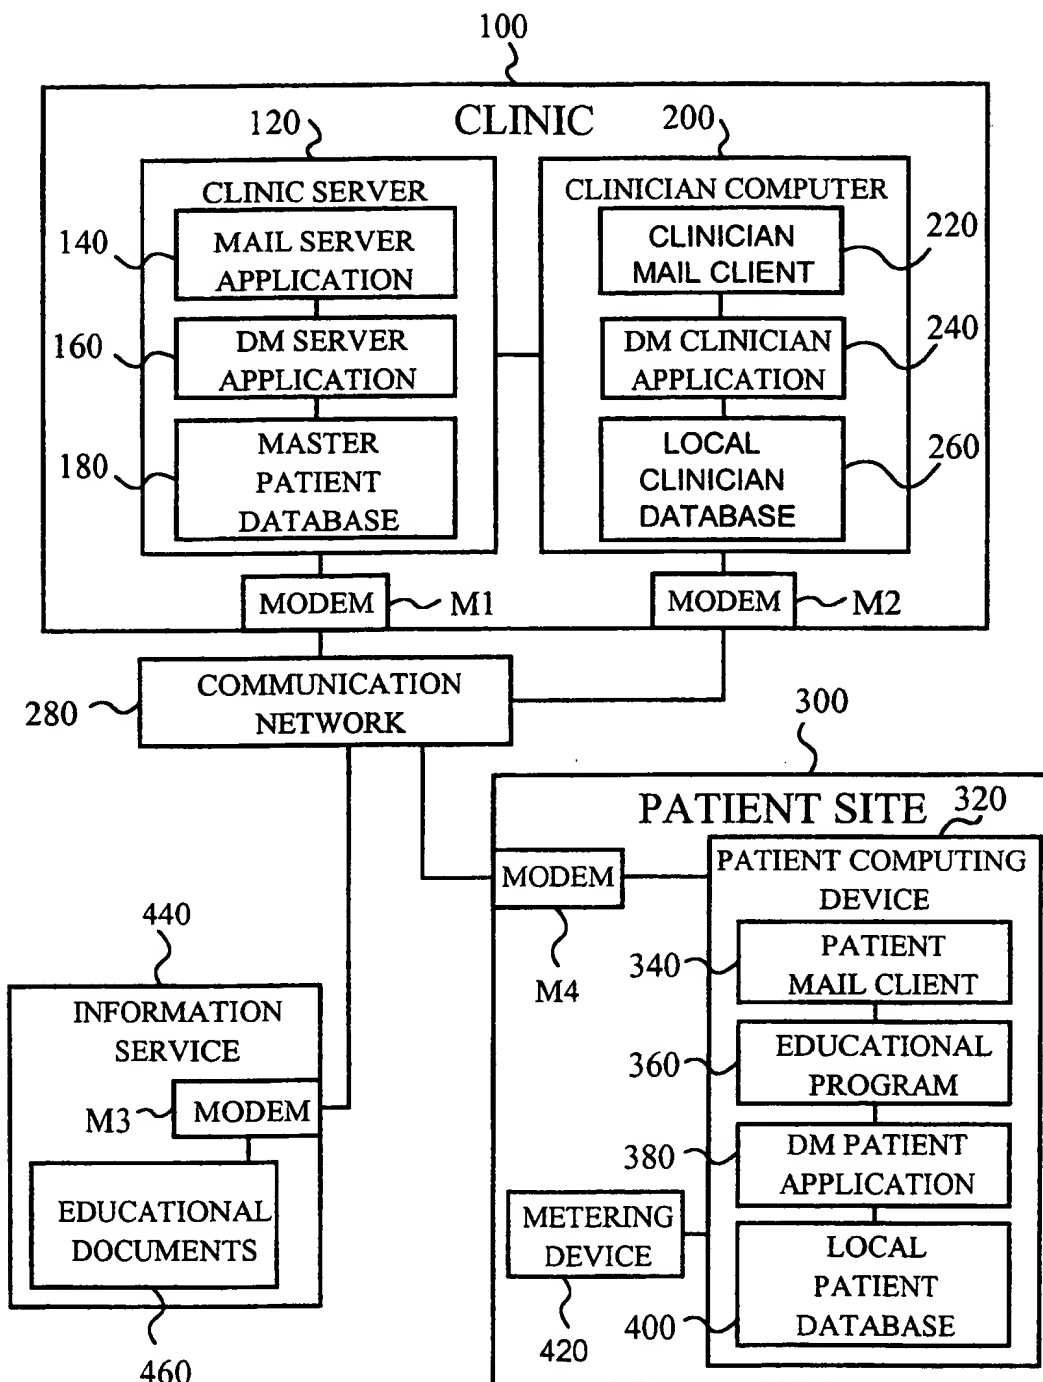 100
CLINIC
120
200
CLINIC SERVER
CLINICIAN COMPUTER
140
MAIL SERVER
APPLICATION
CLINICIAN
MAIL CLIENT
220
160
DM SERVER
APPLICATION
DM CLINICIAN
APPLICATION
240
180
MASTER
PATIENT
DATABASE
LOCAL
CLINICIAN
DATABASE
260
MODEM
M1
MODEM
M2
280
COMMUNICATION
NETWORK
300
PATIENT SITE
320
MODEM
M4
PATIENT COMPUTING
DEVICE
340
PATIENT
MAIL CLIENT
360
EDUCATIONAL
PROGRAM
380
DM PATIENT
APPLICATION
METERING
DEVICE
420
400
LOCAL
PATIENT
DATABASE
440
INFORMATION
SERVICE
M3
MODEM
EDUCATIONAL
DOCUMENTS
460